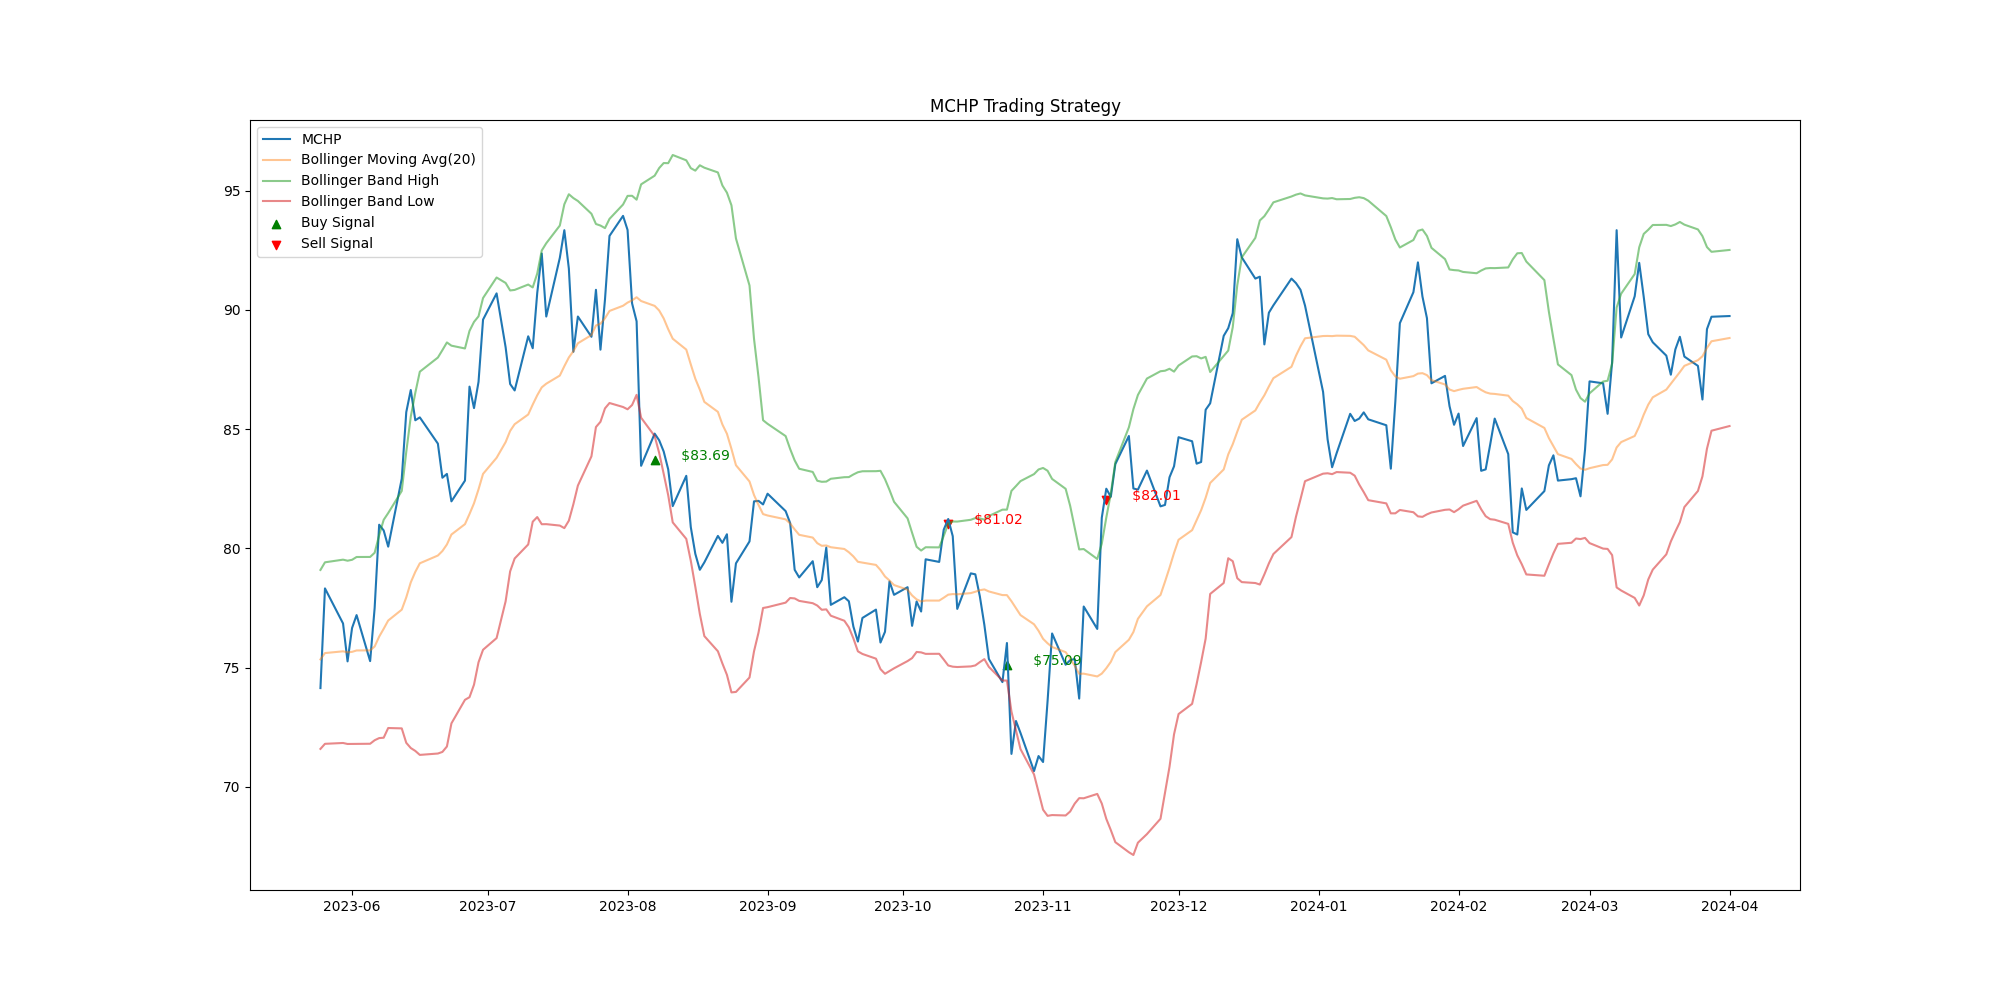 MCHP Trading Strategy
MCHP
Bollinger Moving Avg(20)
Bollinger Band High
Bollinger Band Low
Buy Signal
Sell Signal
95
90
85
80
75
70
$83.69
$81.02
$82.01
$75.09
2023-06 2023-07 2023-08 2023-09 2023-10 2023-11 2023-12 2024-01 2024-02 2024-03 2024-04